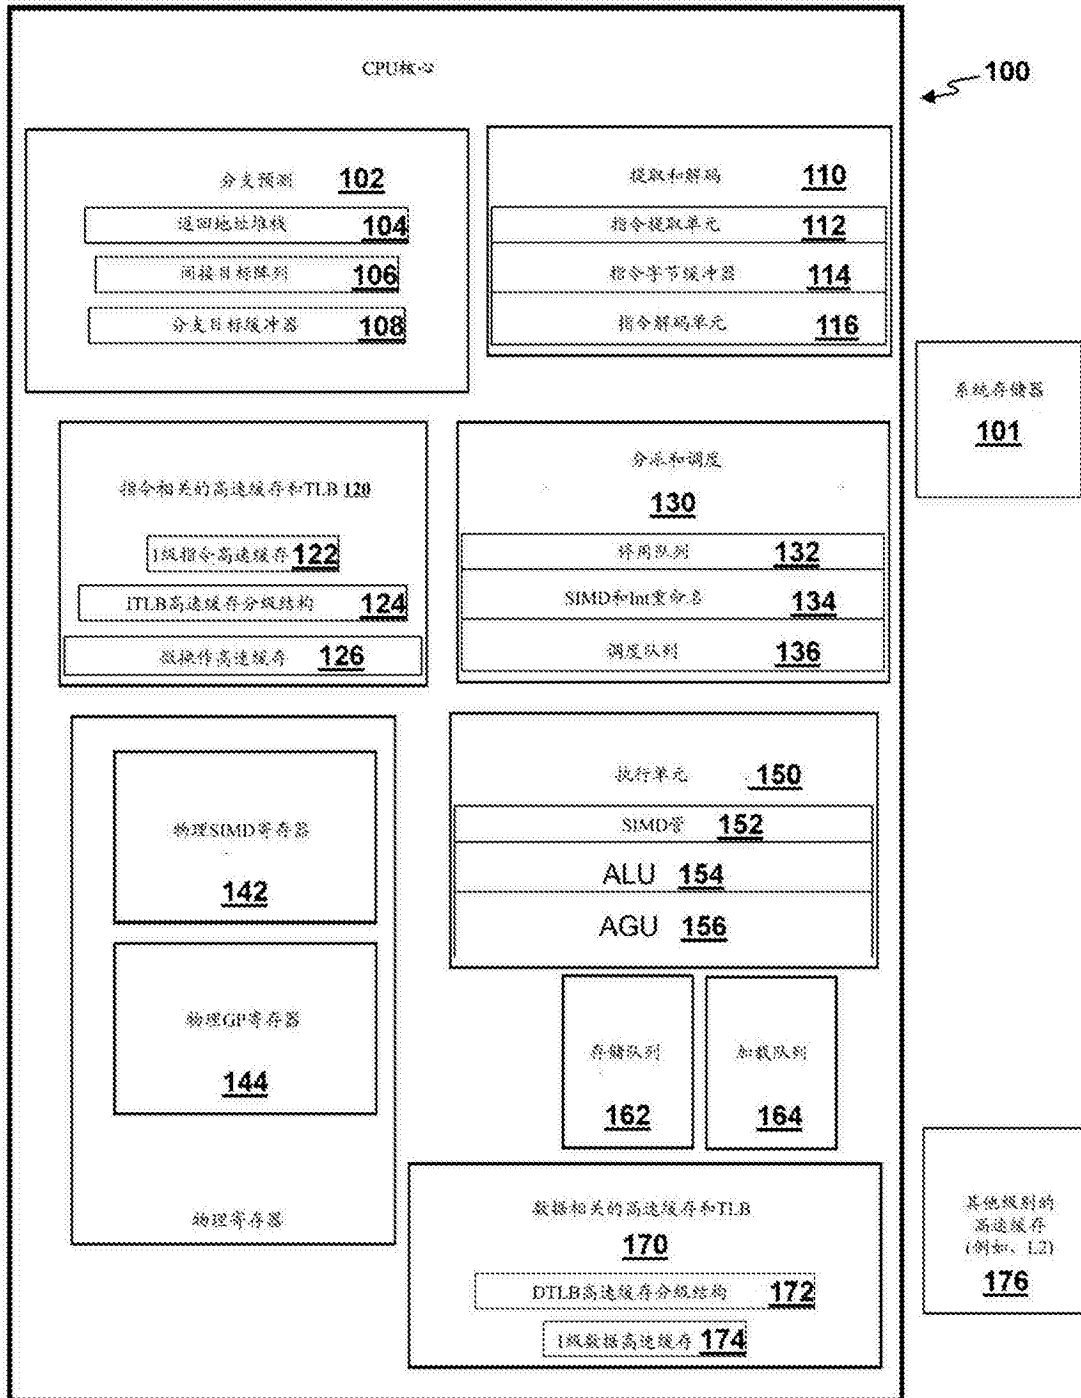 CPU核心
100
分支预测 102
返回地址堆栈 104
间接目标阵列 106
分支目标缓冲器 108
提取和解码 110
指令提取单元 112
指令字节缓冲器 114
指令解码单元 116
系统存储器
101
指令相关的高速缓存和TLB 120
1级指令高速缓存 122
ITLB高速缓存分级结构 124
微操作高速缓存 126
分派和调度
130
停用队列 132
SIMD和Int重命名 134
调度队列 136
物理SIMD寄存器
142
物理GP寄存器
144
物理寄存器
执行单元 150
SIMD管 152
ALU 154
AGU 156
存储队列
162
加载队列
164
数据相关的高速缓存和TLB
170
DTLB高速缓存分级结构 172
1级数据高速缓存 174
其他级别的
高速缓存
(例如、L2)
176